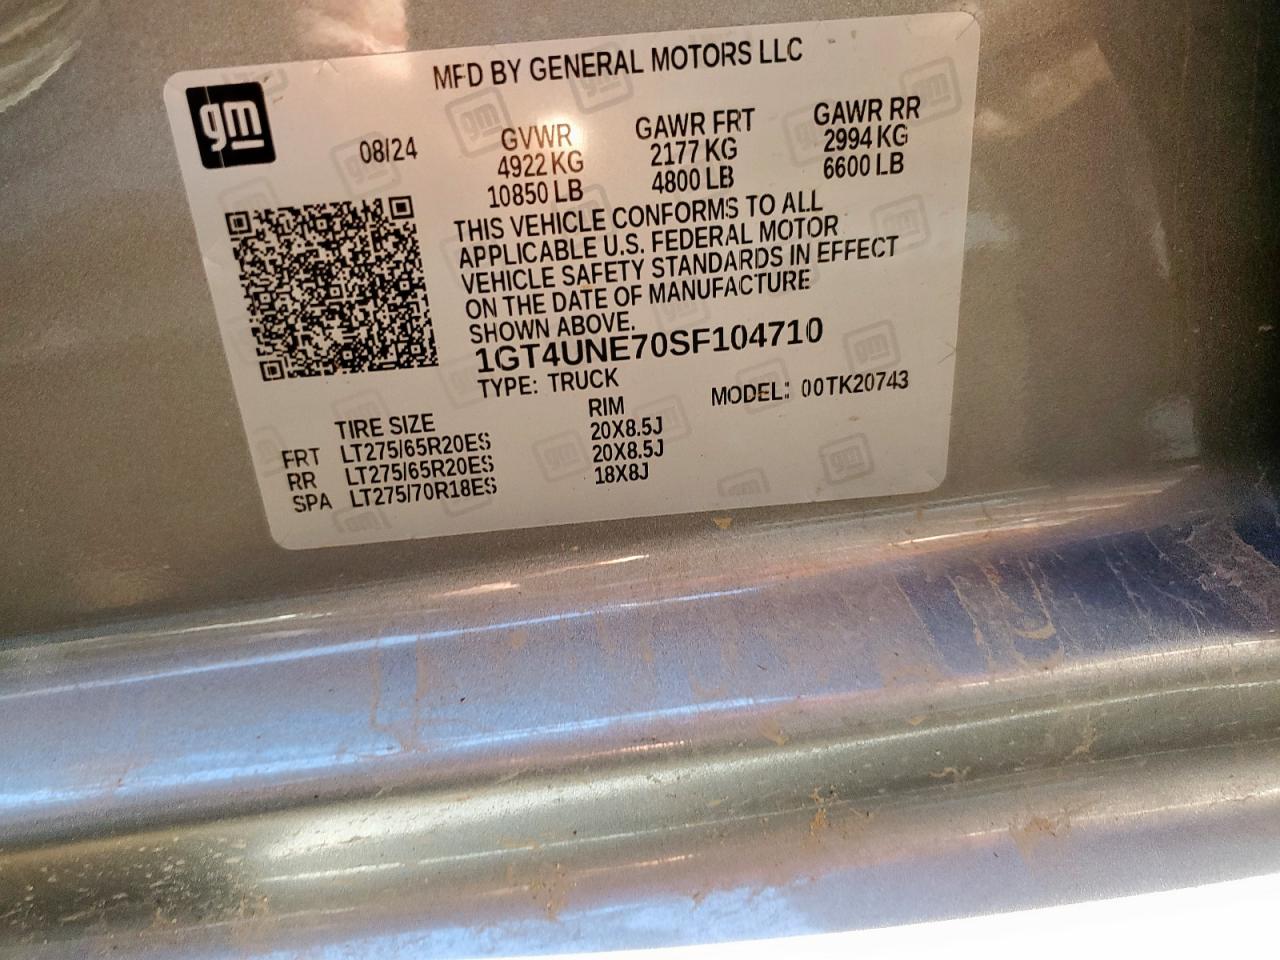 MFD BY GENERAL MOTORS LLC
gm
08/24
GVWR GAWR FRT GAWR RR
4922 KG 2177 KG 2994 KG
10850 LB 4800 LB 6600 LB
THIS VEHICLE CONFORMS TO ALL
APPLICABLE U.S. FEDERAL MOTOR
VEHICLE SAFETY STANDARDS IN EFFECT
ON THE DATE OF MANUFACTURE
SHOWN ABOVE.
1GT4UNE70SF104710
TYPE: TRUCK MODEL: 00TK20743
TIRE SIZE RIM
FRT LT275/65R20ES 20X8.5J
RR LT275/65R20ES 20X8.5J
SPA LT275/70R18ES 18X8J